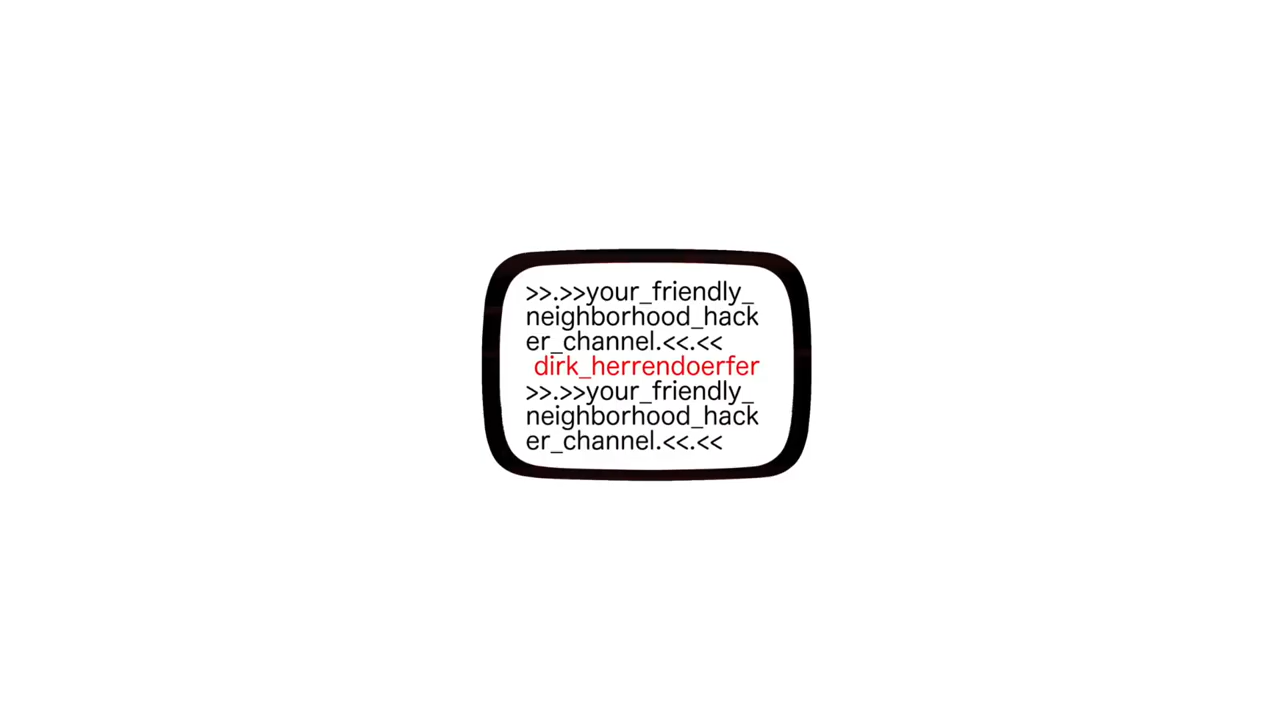 >>.>>your_friendly_
neighborhood_hack
er_channel.<<.<<
dirk_herrendoerfer
>>.>>your_friendly_
neighborhood_hack
er_channel.<<.<<